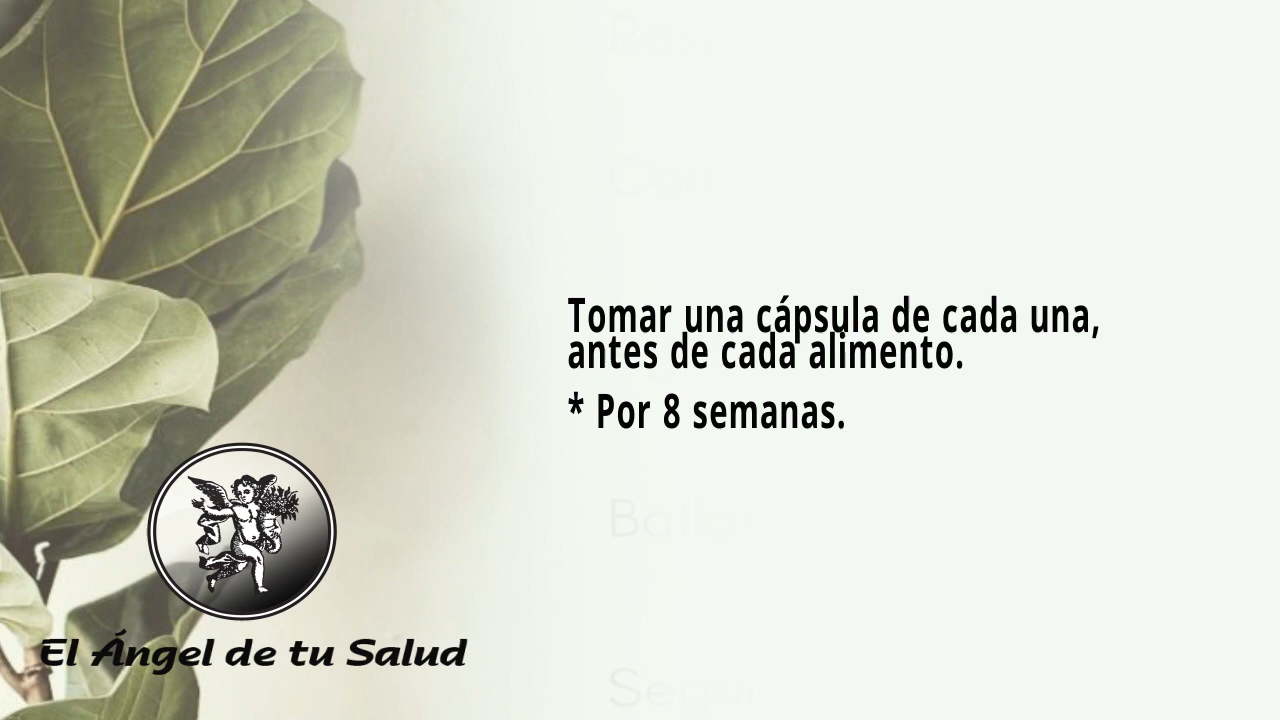 Tomar una cápsula de cada una,
antes de cada alimento.
* Por 8 semanas.
El Ángel de tu Salud